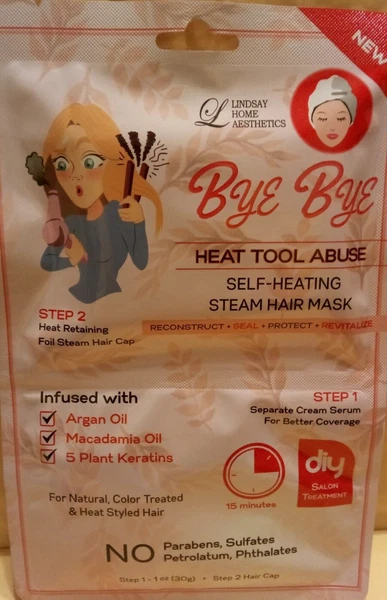 NEW
L LINDSAY
HOME
AESTHETICS
BYE BYE
HEAT TOOL ABUSE
SELF-HEATING
STEAM HAIR MASK
RECONSTRUCT + SEAL + PROTECT + REVITALIZE
STEP 2
Heat Retaining
Foil Steam Hair Cap
Infused with
Argan Oil
Macadamia Oil
5 Plant Keratins
STEP 1
Separate Cream Serum
For Better Coverage
15 minutes
diy
SALON
TREATMENT
For Natural, Color Treated
& Heat Styled Hair
NO Parabens, Sulfates
Petrolatum, Phthalates
Step 1 - 1 oz (30g) • Step 2 Hair Cap